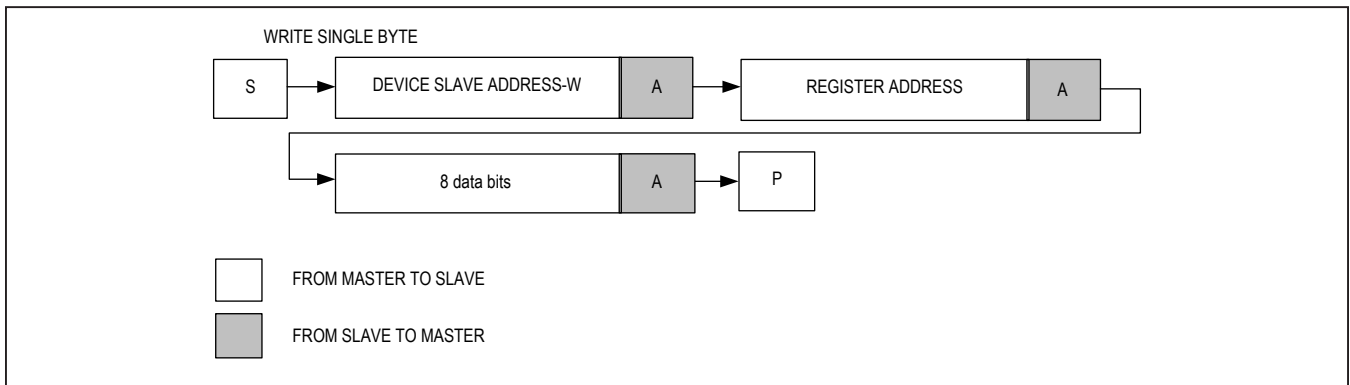 WRITE SINGLE BYTE
S DEVICE SLAVE ADDRESS-W A REGISTER ADDRESS A
8 data bits A P
FROM MASTER TO SLAVE
FROM SLAVE TO MASTER